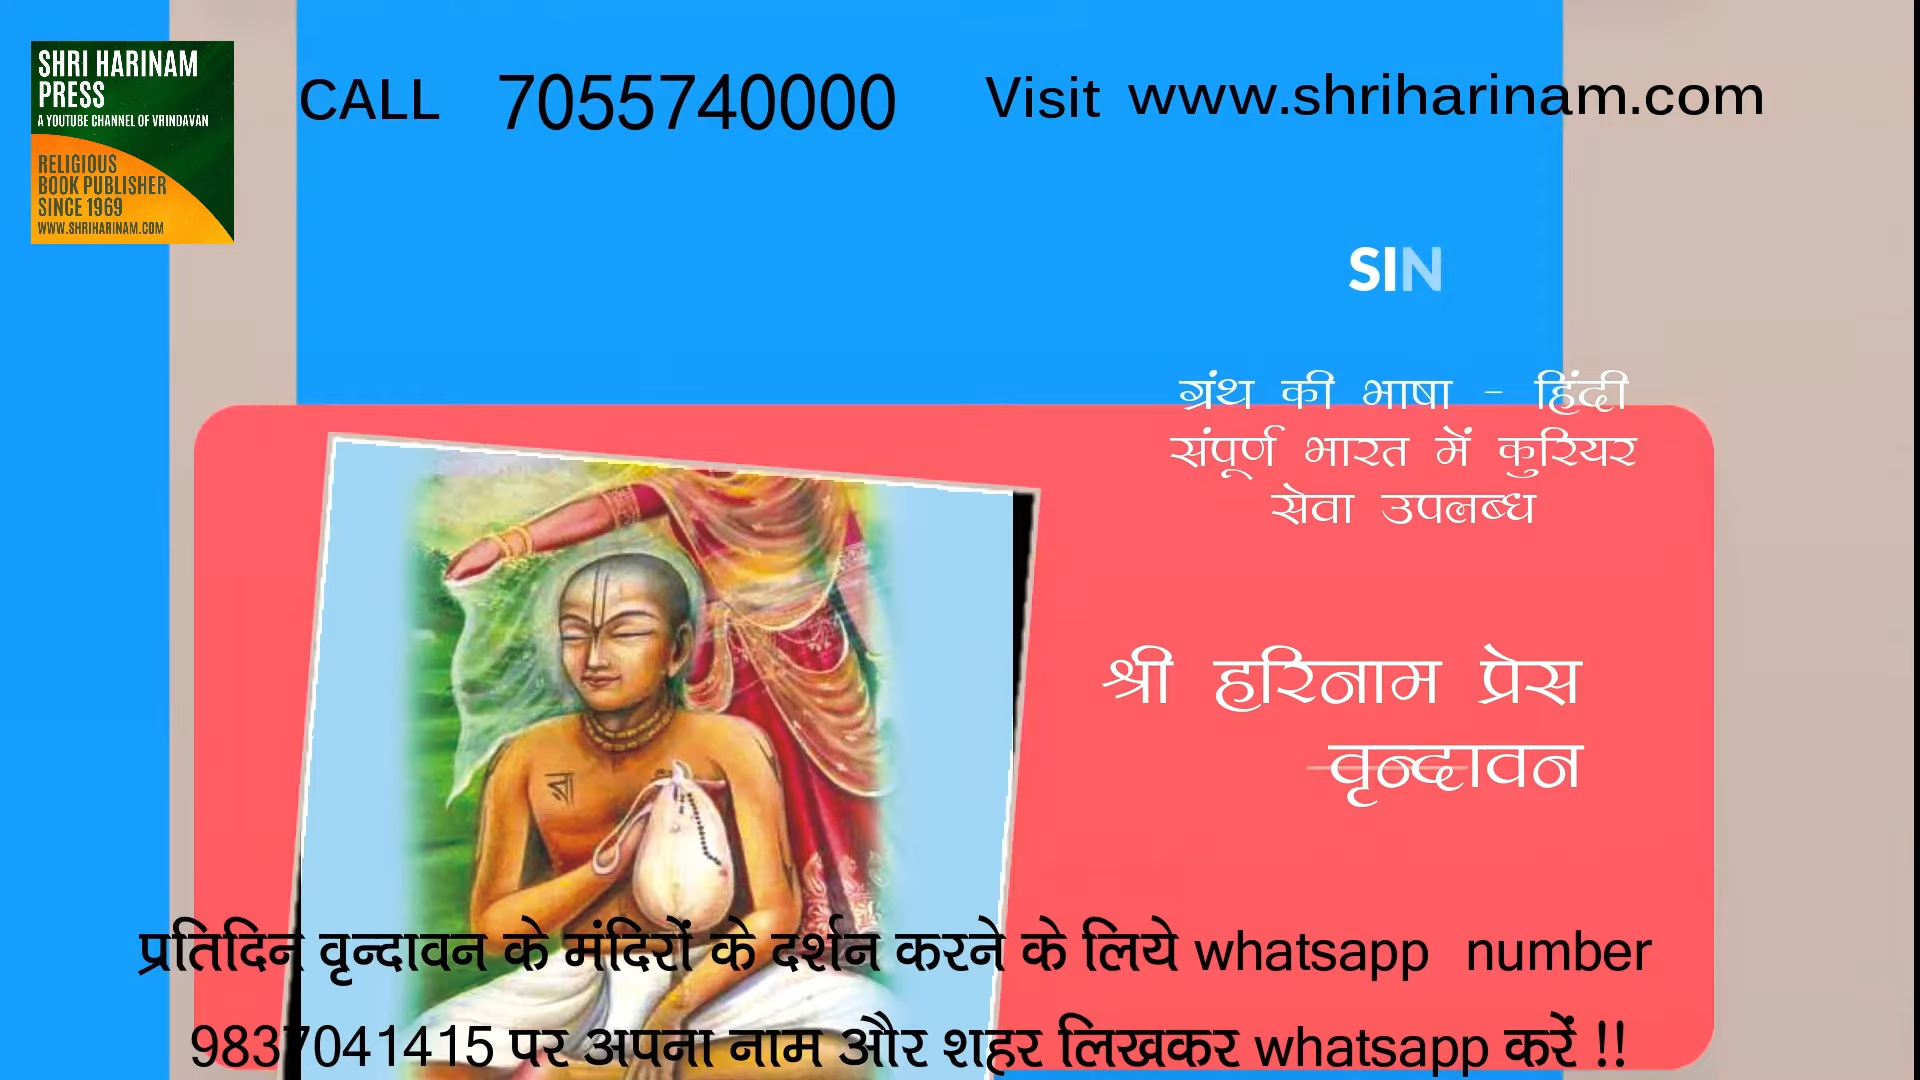 SHRI HARINAM
PRESS
A YOUTUBE CHANNEL OF VRINDAVAN
RELIGIOUS
BOOK PUBLISHER
SINCE 1969
WWW.SHRIHARINAM.COM
CALL 7055740000 Visit www.shriharinam.com
SIN
ग्रंथ की भाषा - हिंदी
संपूर्ण भारत में कुरियर
सेवा उपलब्ध
श्री हरिनाम प्रेस
वृन्दावन
प्रतिदिन वृन्दावन के मंदिरों के दर्शन करने के लिये whatsapp number
9837041415 पर अपना नाम और शहर लिखकर whatsapp करें !!